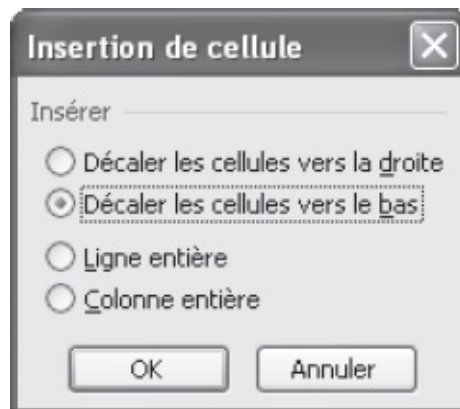 Insertion de cellule
Insérer
Décaler les cellules vers la droite
Décaler les cellules vers le bas
Ligne entière
Colonne entière
OK Annuler